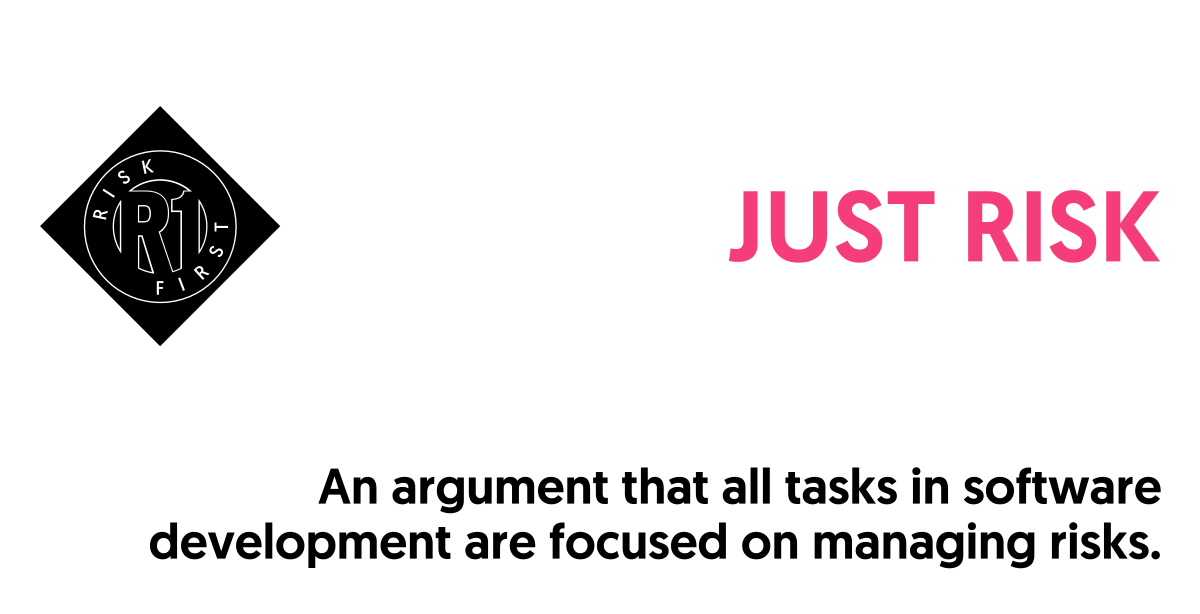 RISK
R1
FIRST
JUST RISK
An argument that all tasks in software
development are focused on managing risks.